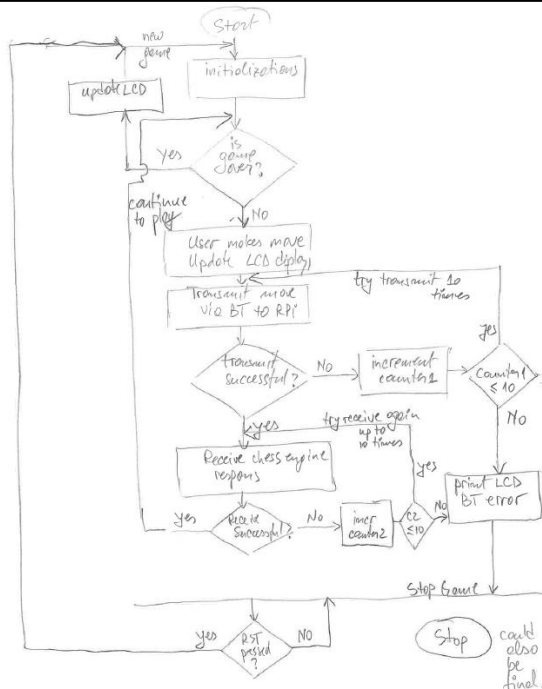 Start
new
game
initializations
update LCD
is
game
over?
yes
continue
to play
No
User makes move
Update LCD display
try transmit 10
times
Transmit move
via BT to RPi
yes
transmit
successful?
No
increment
counter1
Counter1
≤ 10
No
yes
try receive again
up to
10 times
Receive chess engine
respons
yes
print LCD
BT error
yes
Receive
Successful?
No
incr
counter2
C2
≤10
No
Stop Game
yes
RST
pressed
?
No
Stop
could
also
be
final